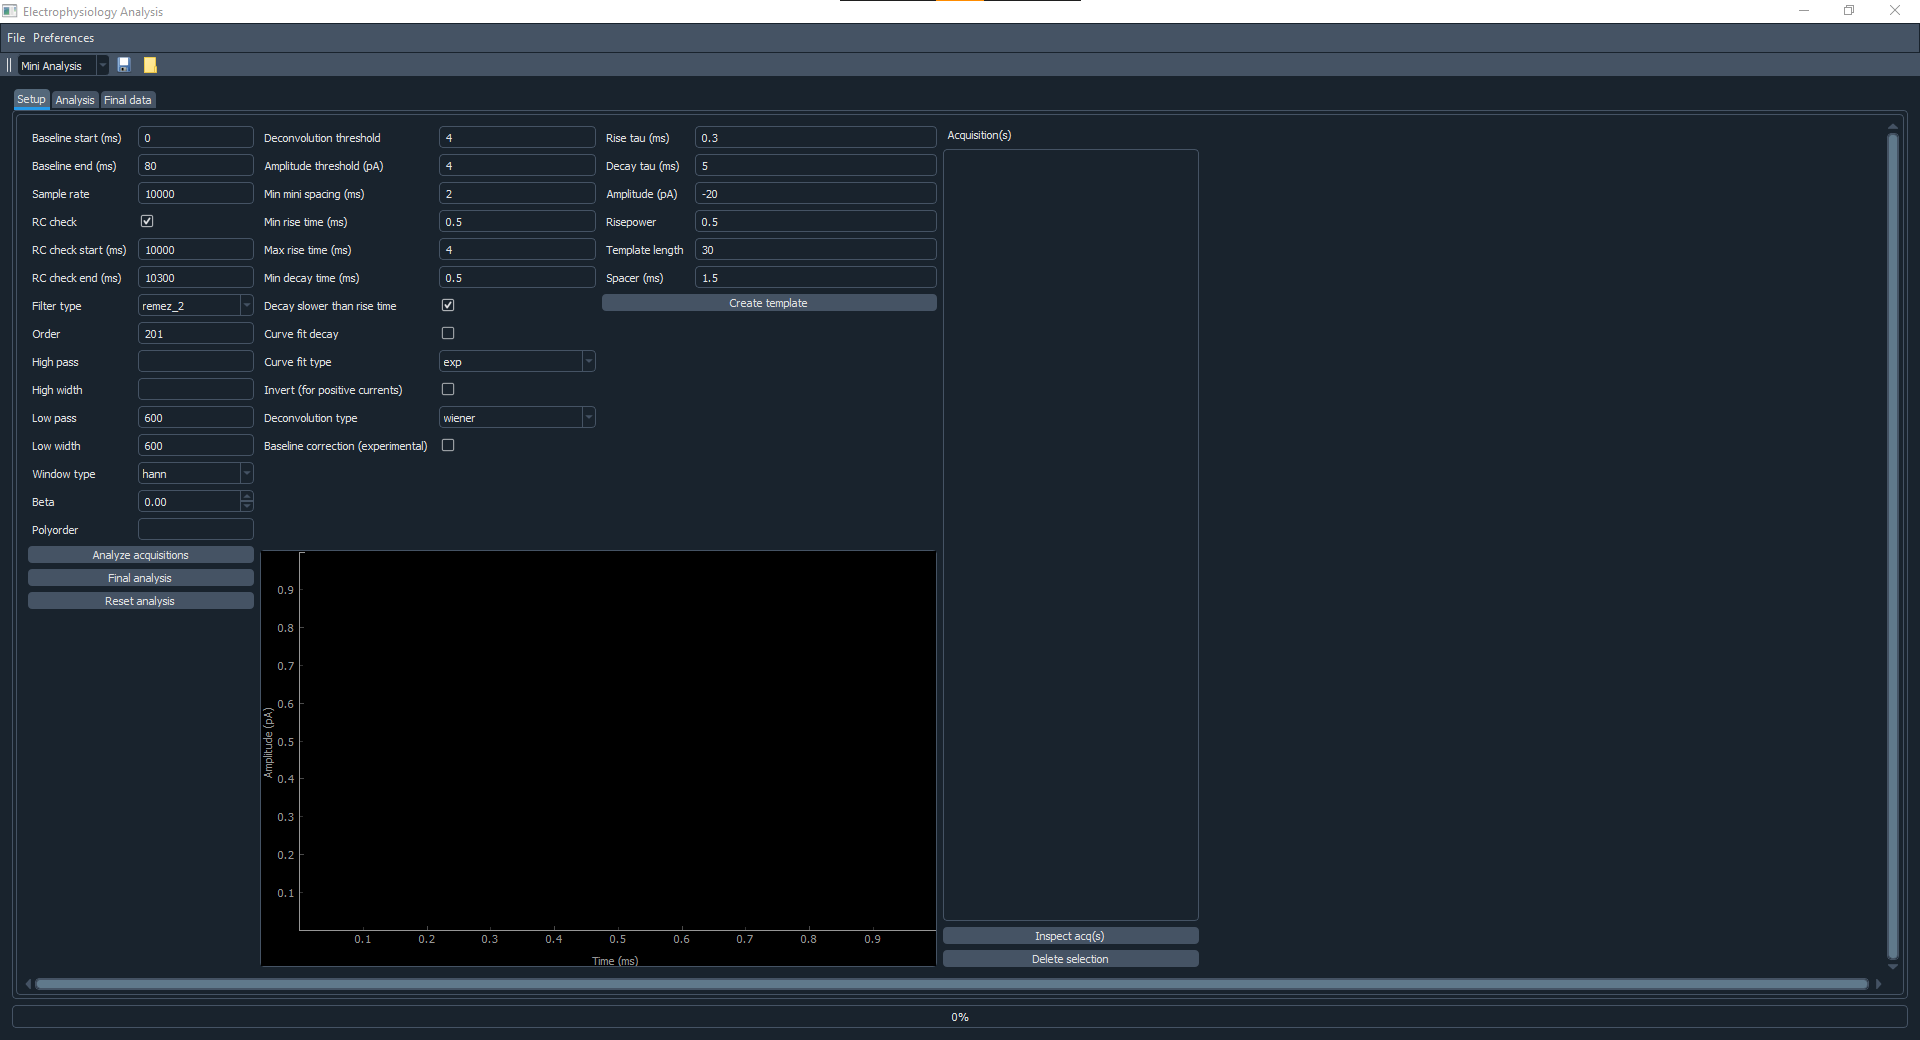 Electrophysiology Analysis
File Preferences
Mini Analysis
Setup Analysis Final data
Baseline start (ms) 0
Baseline end (ms) 80
Sample rate 10000
RC check
RC check start (ms) 10000
RC check end (ms) 10300
Filter type remez_2
Order 201
High pass
High width
Low pass 600
Low width 600
Window type hann
Beta 0.00
Polyorder
Analyze acquisitions
Final analysis
Reset analysis
Deconvolution threshold 4
Amplitude threshold (pA) 4
Min mini spacing (ms) 2
Min rise time (ms) 0.5
Max rise time (ms) 4
Min decay time (ms) 0.5
Decay slower than rise time
Curve fit decay
Curve fit type exp
Invert (for positive currents)
Deconvolution type wiener
Baseline correction (experimental)
Rise tau (ms) 0.3
Decay tau (ms) 5
Amplitude (pA) -20
Risepower 0.5
Template length 30
Spacer (ms) 1.5
Create template
Amplitude (pA)
0.9
0.8
0.7
0.6
0.5
0.4
0.3
0.2
0.1
0.1 0.2 0.3 0.4 0.5 0.6 0.7 0.8 0.9
Time (ms)
Acquisition(s)
Inspect acq(s)
Delete selection
0%